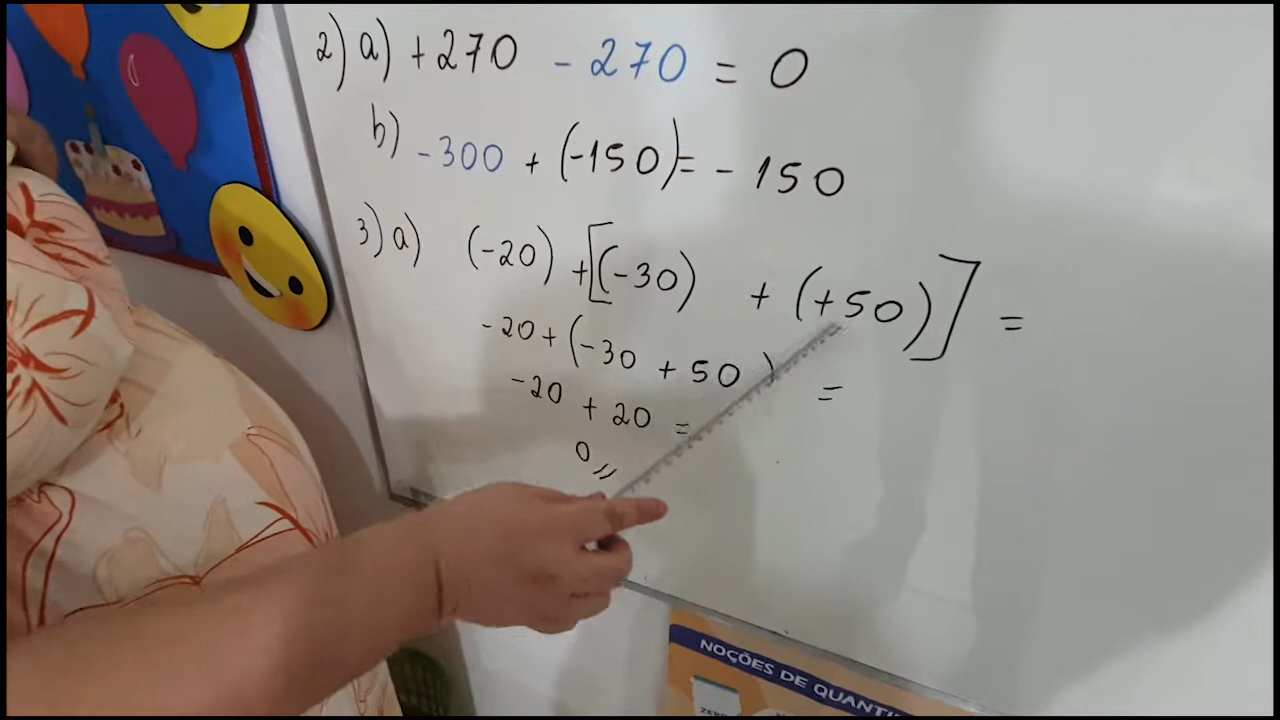 2) a) +270 - 270 = 0
b) -300 + (-150) = - 150
3) a) (-20) + [(-30) + (+50)] =
-20 + (-30 + 50) =
-20 + 20 =
0 //
NOÇÕES DE
ZERO